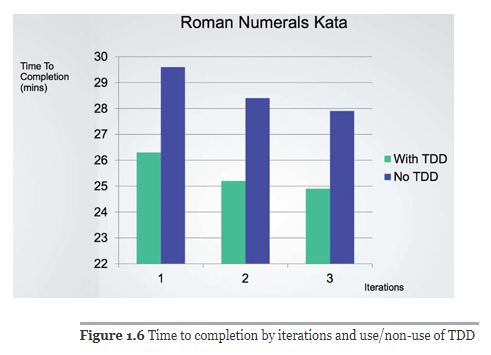 Roman Numerals Kata
Time To
Completion
(mins)
30
29
28
27
26
25
24
23
22
1 2 3
Iterations
With TDD
No TDD
Figure 1.6 Time to completion by iterations and use/non-use of TDD